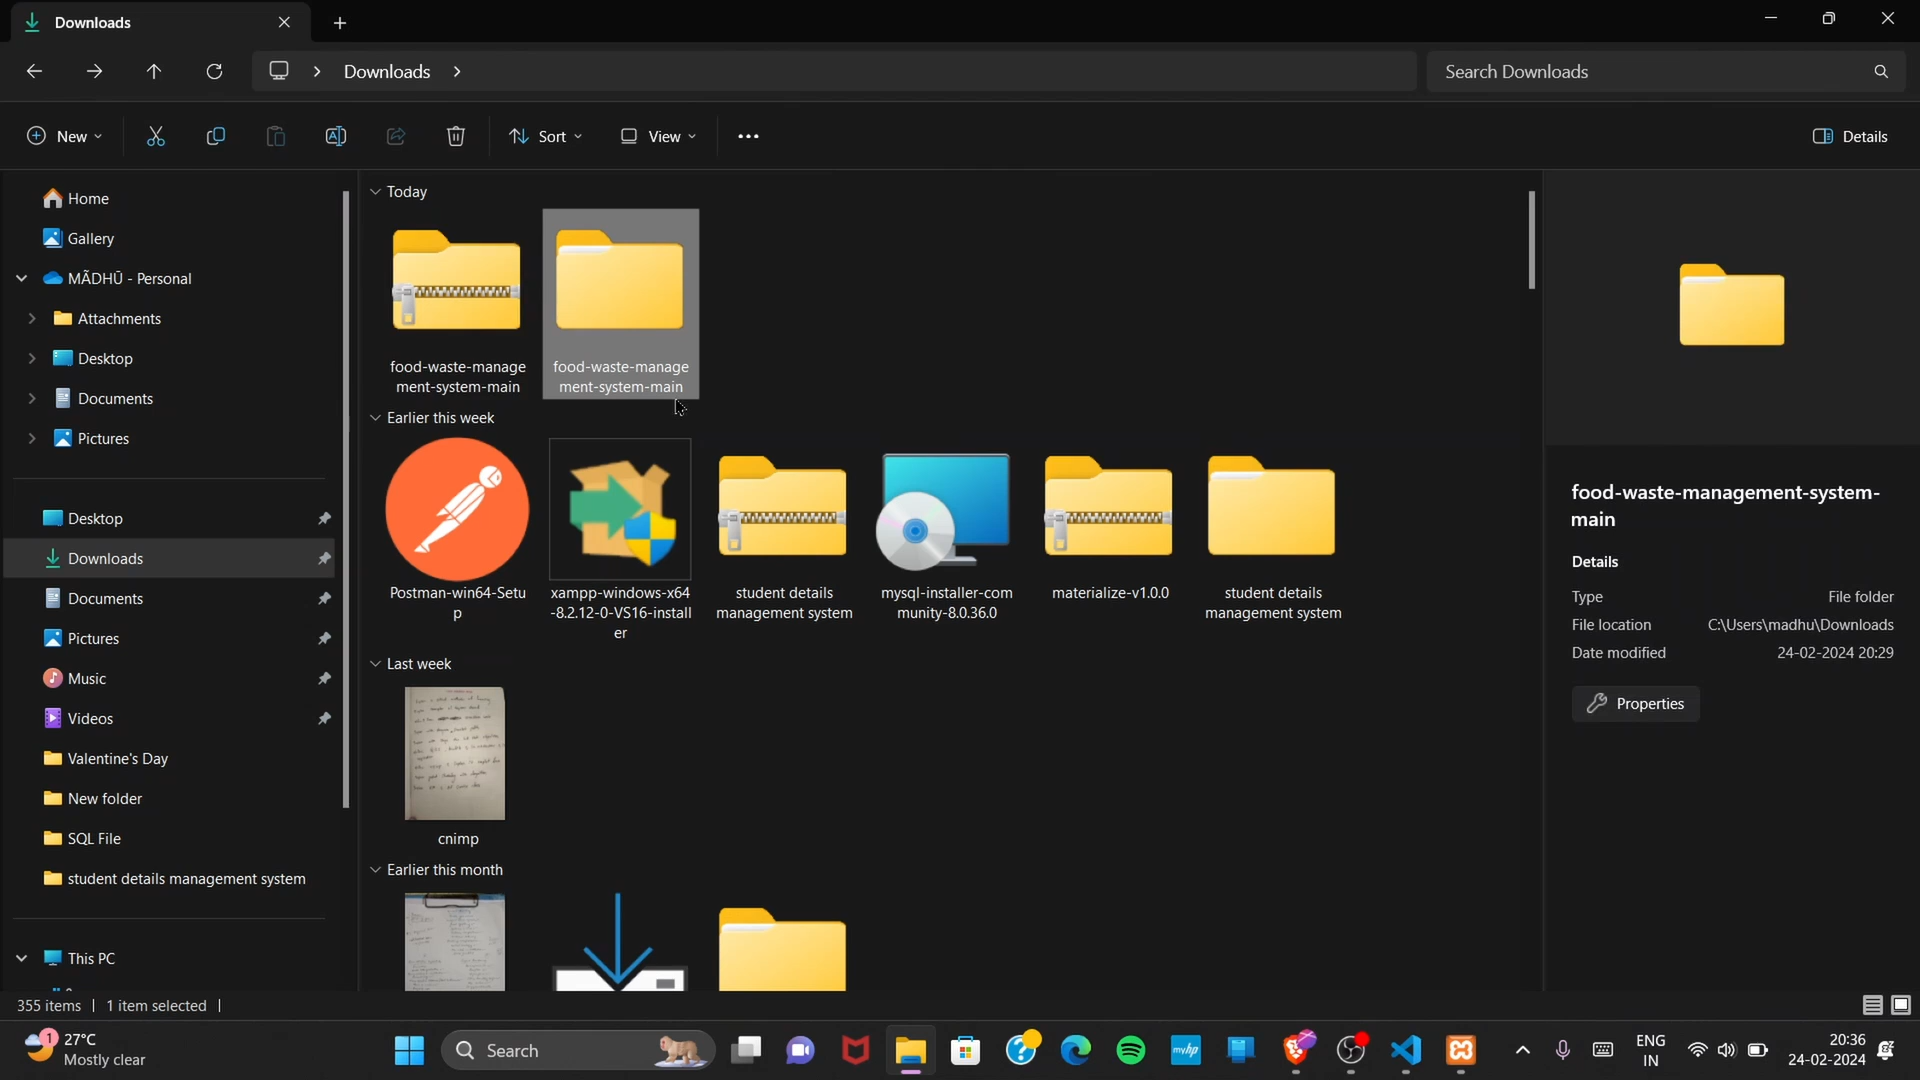 Downloads
Downloads
Search Downloads
New
Sort
View
Details
Home
Gallery
MÃDHŪ - Personal
Attachments
Desktop
Documents
Pictures
Desktop
Downloads
Documents
Pictures
Music
Videos
Valentine's Day
New folder
SQL File
student details management system
This PC
Today
food-waste-manage
ment-system-main
food-waste-manage
ment-system-main
Earlier this week
Postman-win64-Setu
p
xampp-windows-x64
-8.2.12-0-VS16-install
er
student details
management system
mysql-installer-com
munity-8.0.36.0
materialize-v1.0.0
student details
management system
Last week
cnimp
Earlier this month
food-waste-management-system-
main
Details
Type File folder
File location C:\Users\madhu\Downloads
Date modified 24-02-2024 20:29
Properties
355 items 1 item selected
1
27°C
Mostly clear
Search
myhp
ENG
IN
20:36
24-02-2024